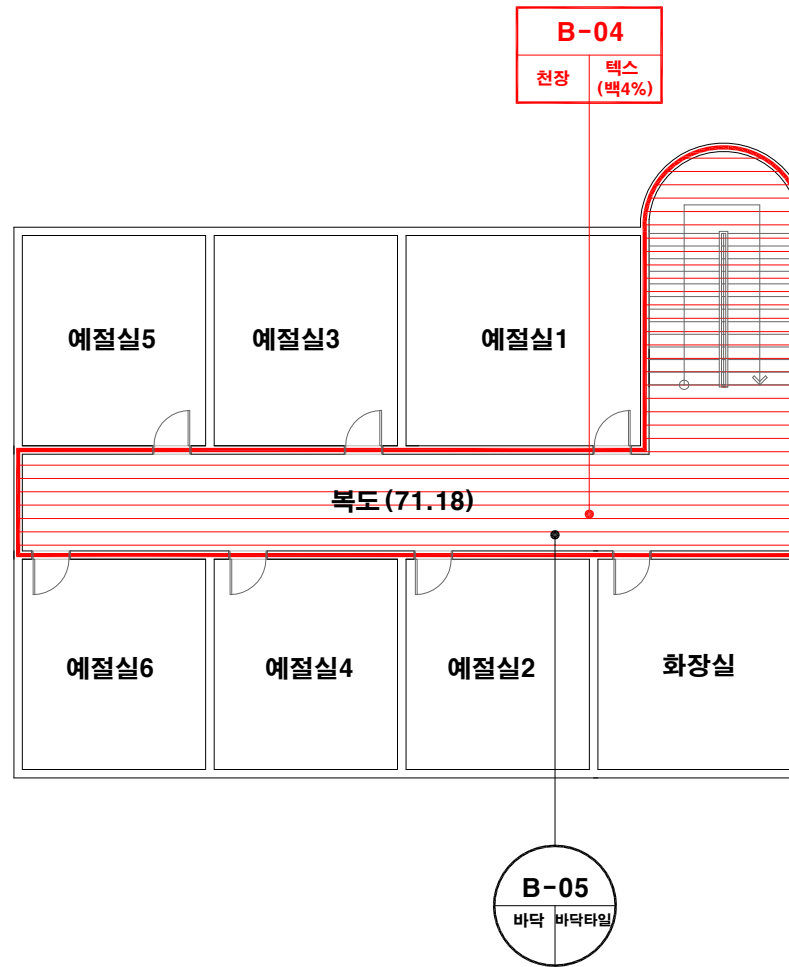 B-04
천장
텍스
(백4%)
예절실5
예절실3
예절실1
복도(71.18)
예절실6
예절실4
예절실2
화장실
B-05
바닥
바닥타일